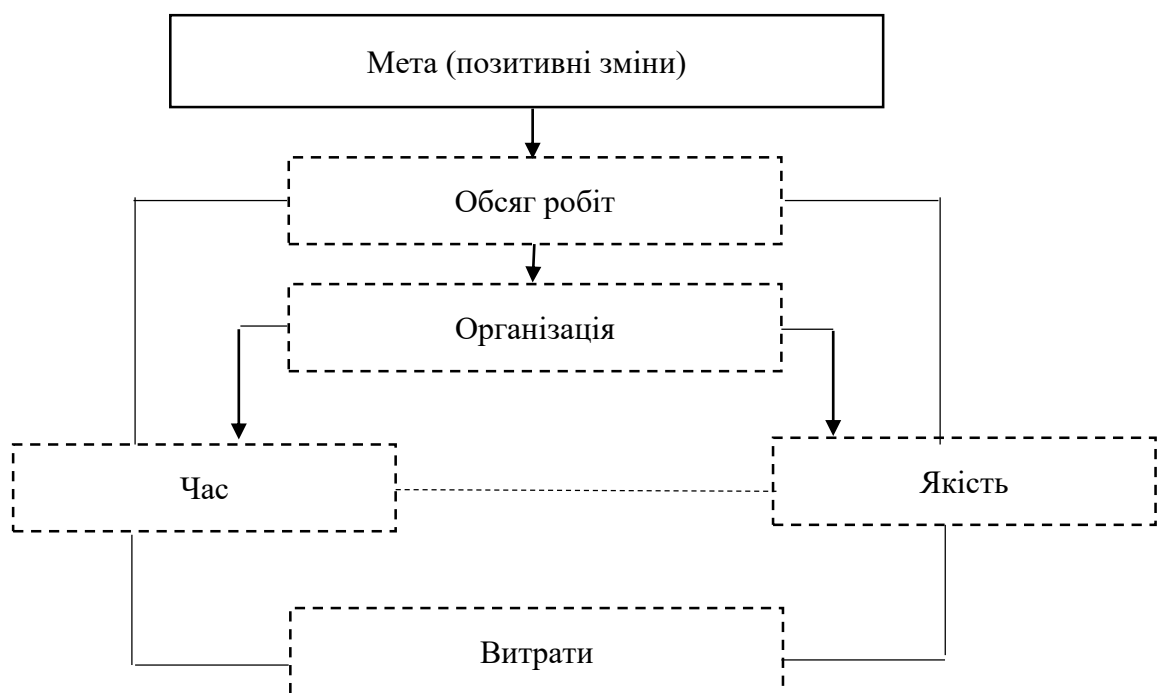 Мета (позитивні зміни)
Обсяг робіт
Організація
Час
Якість
Витрати